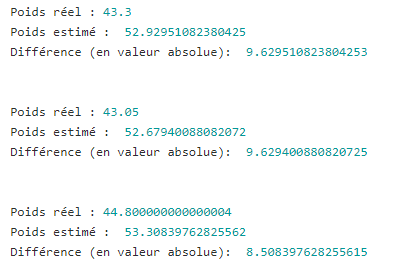 Poids réel : 43.3
Poids estimé :  52.92951082380425
Différence (en valeur absolue):  9.629510823804253
Poids réel : 43.05
Poids estimé :  52.67940088082072
Différence (en valeur absolue):  9.629400880820725
Poids réel : 44.800000000000004
Poids estimé :  53.30839762825562
Différence (en valeur absolue):  8.508397628255615